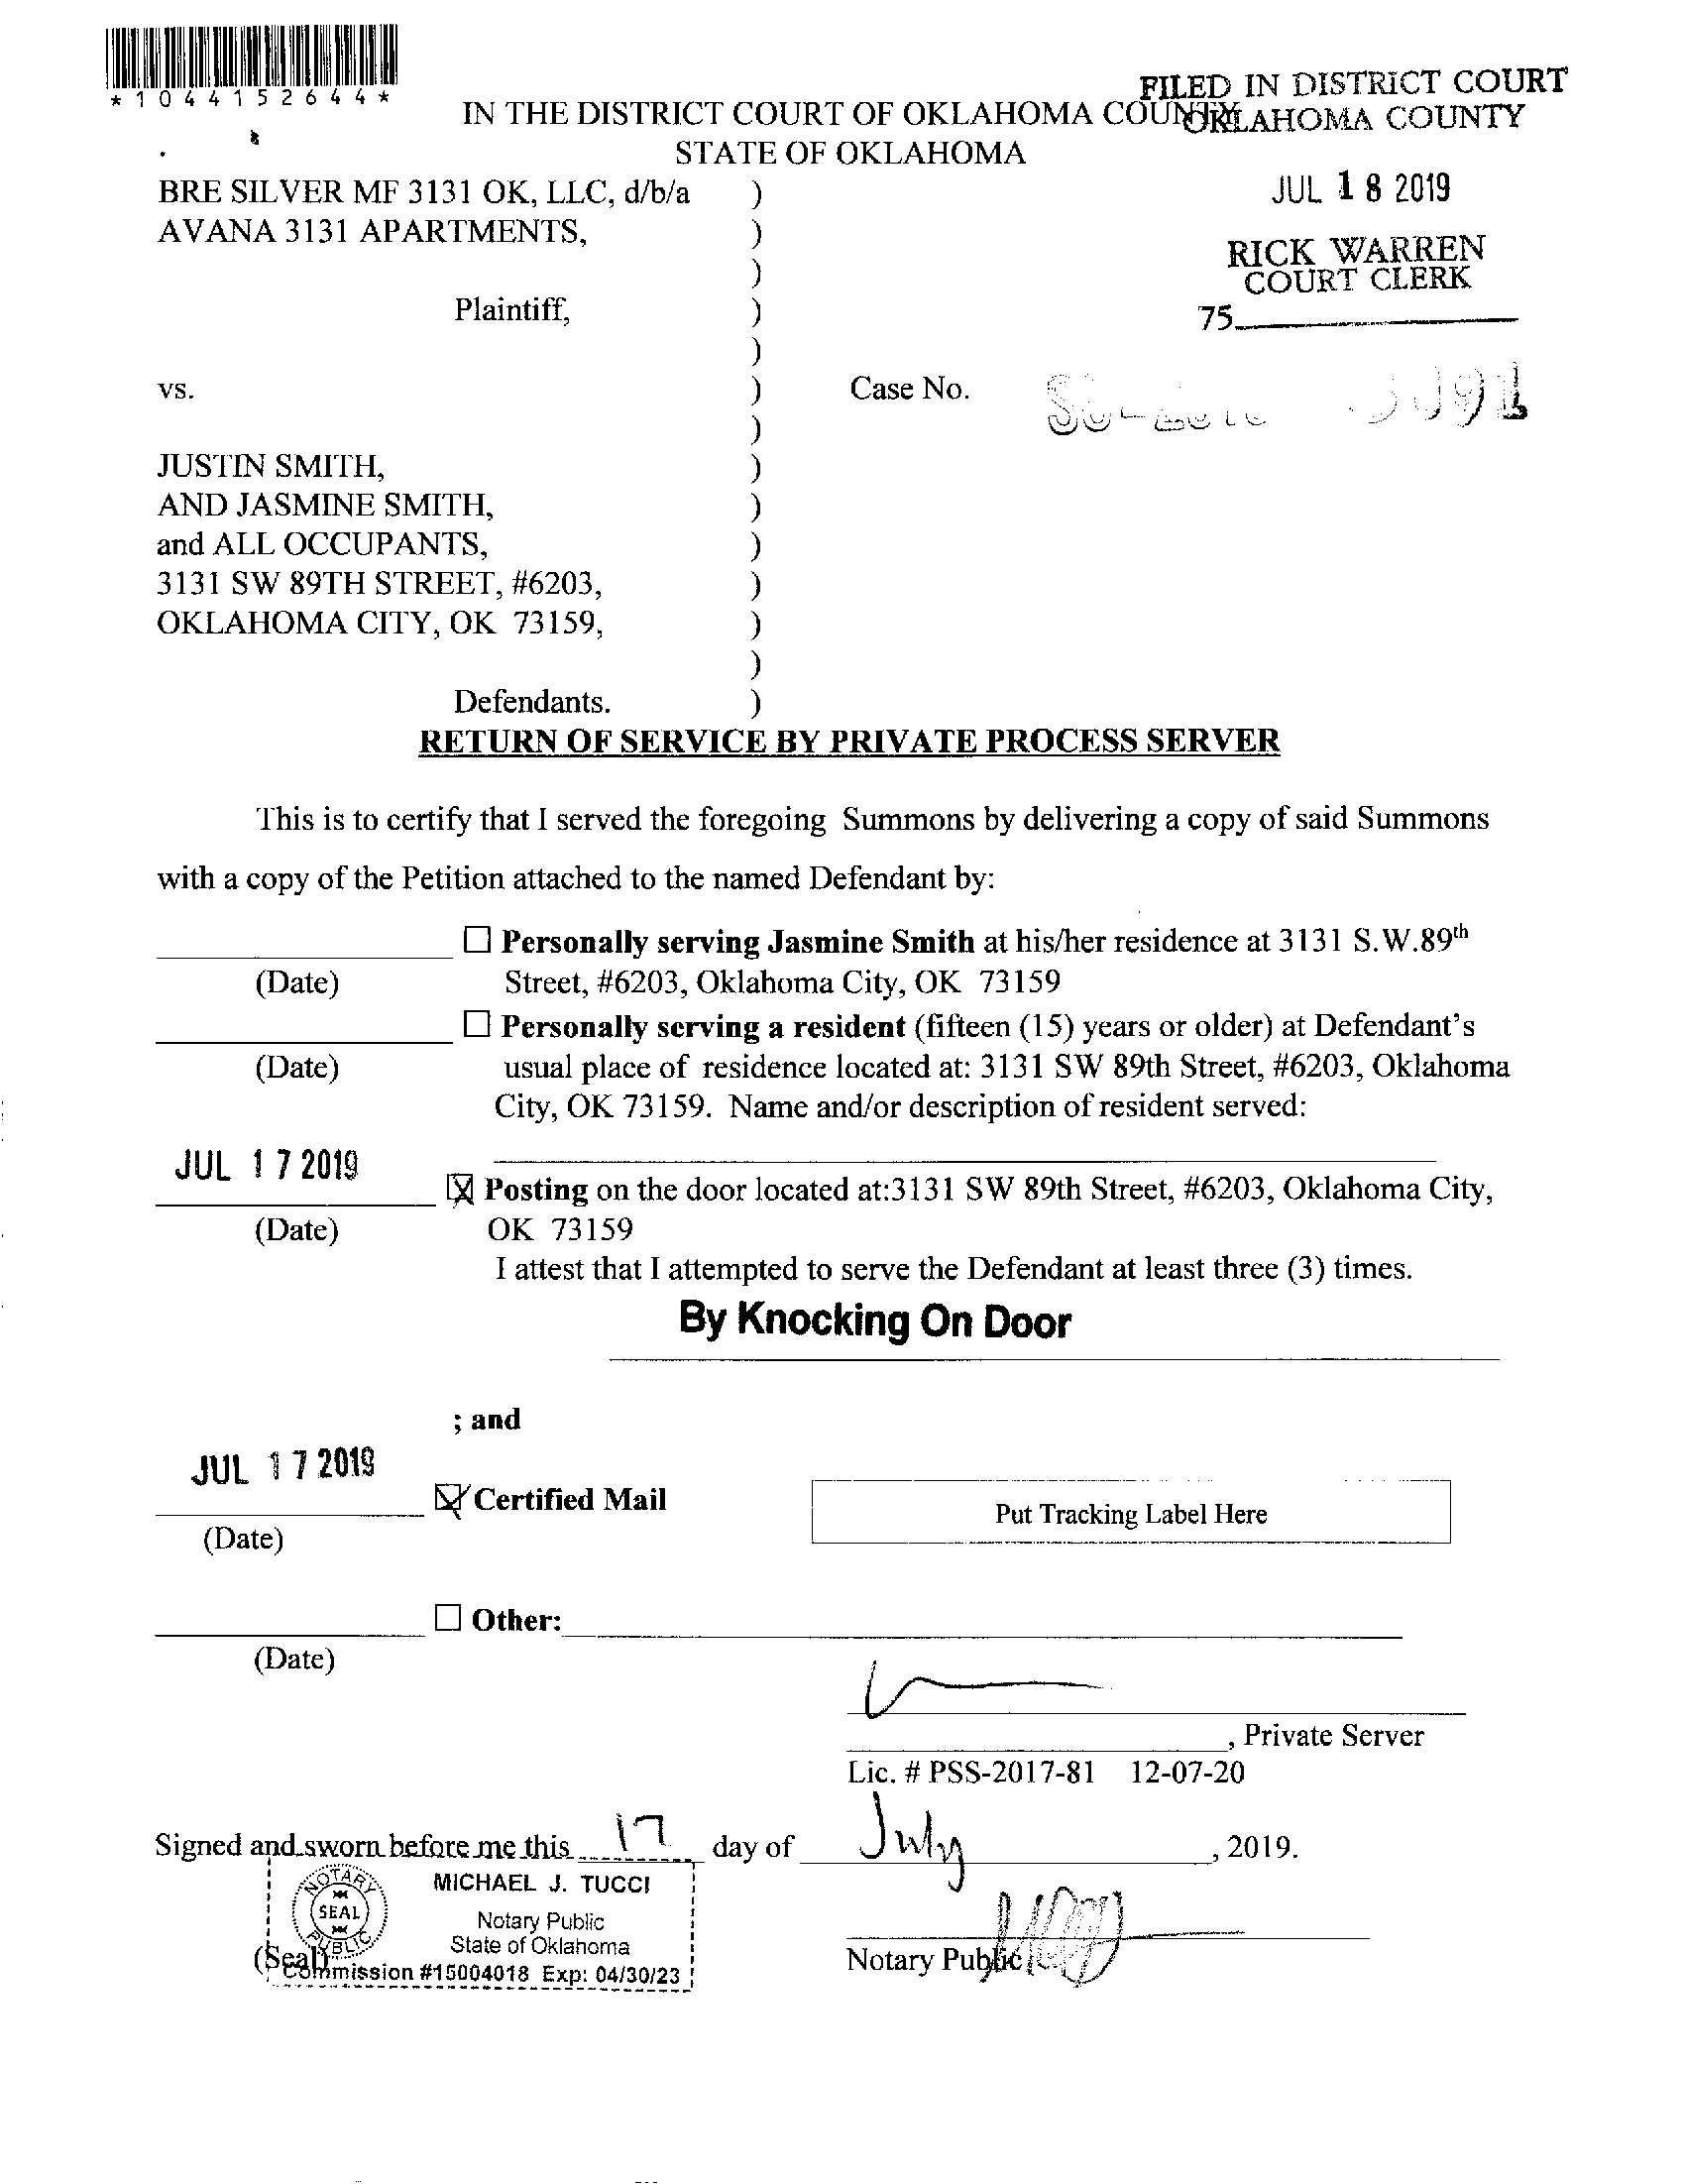 *1044152644*
FILED IN DISTRICT COURT
OKLAHOMA COUNTY
IN THE DISTRICT COURT OF OKLAHOMA COUNTY
STATE OF OKLAHOMA
JUL 18 2019
RICK WARREN
COURT CLERK
75
BRE SILVER MF 3131 OK, LLC, d/b/a )
AVANA 3131 APARTMENTS, )
)
Plaintiff, )
)
vs. ) Case No.
)
JUSTIN SMITH, )
AND JASMINE SMITH, )
and ALL OCCUPANTS, )
3131 SW 89TH STREET, #6203, )
OKLAHOMA CITY, OK 73159, )
)
Defendants. )
RETURN OF SERVICE BY PRIVATE PROCESS SERVER
This is to certify that I served the foregoing Summons by delivering a copy of said Summons
with a copy of the Petition attached to the named Defendant by:
☐ Personally serving Jasmine Smith at his/her residence at 3131 S.W.89th
(Date) Street, #6203, Oklahoma City, OK 73159
☐ Personally serving a resident (fifteen (15) years or older) at Defendant's
(Date) usual place of residence located at: 3131 SW 89th Street, #6203, Oklahoma
City, OK 73159. Name and/or description of resident served:
JUL 17 2019
☒ Posting on the door located at:3131 SW 89th Street, #6203, Oklahoma City,
(Date) OK 73159
I attest that I attempted to serve the Defendant at least three (3) times.
By Knocking On Door
; and
JUL 17 2019
☒ Certified Mail Put Tracking Label Here
(Date)
☐ Other:
(Date)
, Private Server
Lic. # PSS-2017-81 12-07-20
Signed and sworn before me this 17 day of July, 2019.
NOTARY PUBLIC SEAL
MICHAEL J. TUCCI
Notary Public
State of Oklahoma
Commission #15004018 Exp: 04/30/23
(Seal)
Notary Public